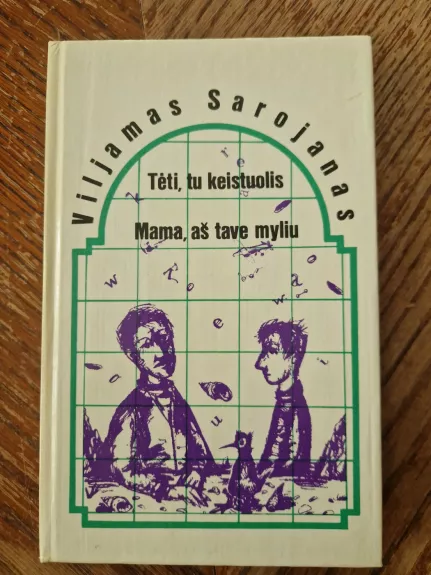 Viljamas Sarojanas
Tėti, tu keistuolis
Mama, aš tave myliu